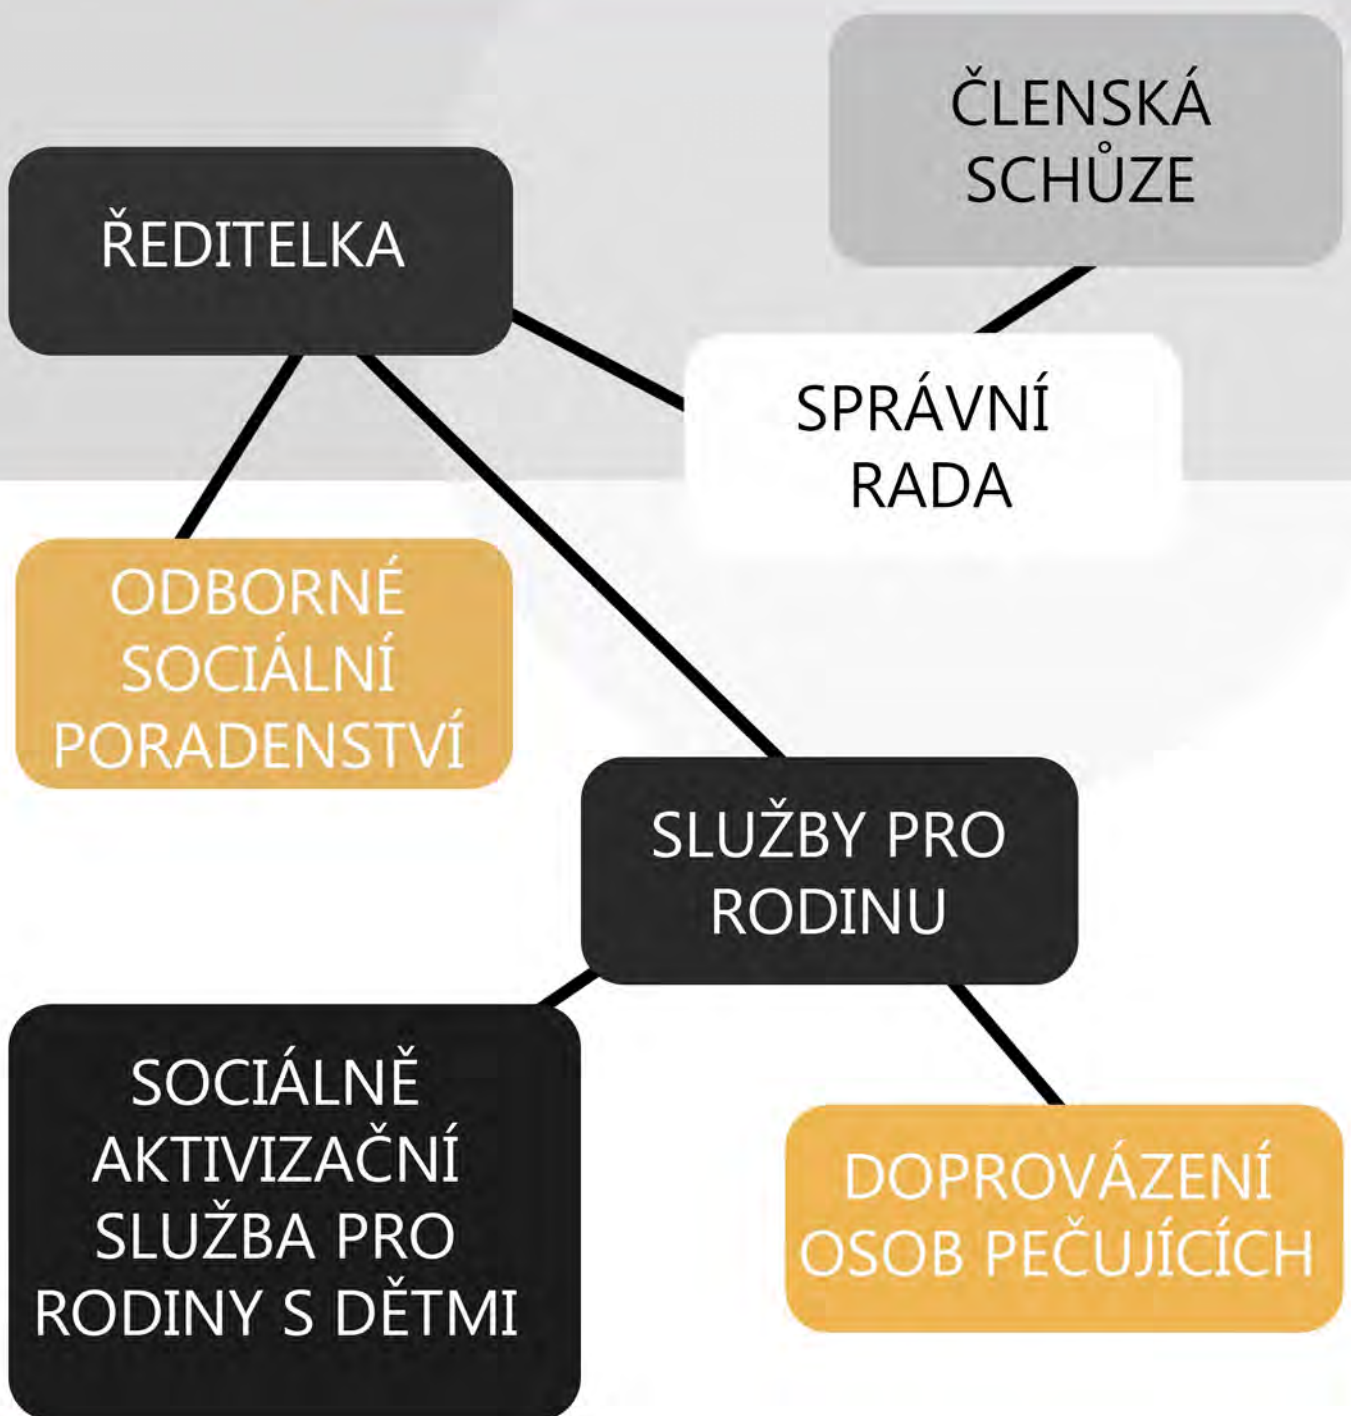 ČLENSKÁ
SCHŮZE
ŘEDITELKA
SPRÁVNÍ
RADA
ODBORNÉ
SOCIÁLNÍ
PORADENSTVÍ
SLUŽBY PRO
RODINU
SOCIÁLNĚ
AKTIVIZAČNÍ
SLUŽBA PRO
RODINY S DĚTMI
DOPROVÁZENÍ
OSOB PEČUJÍCÍCH